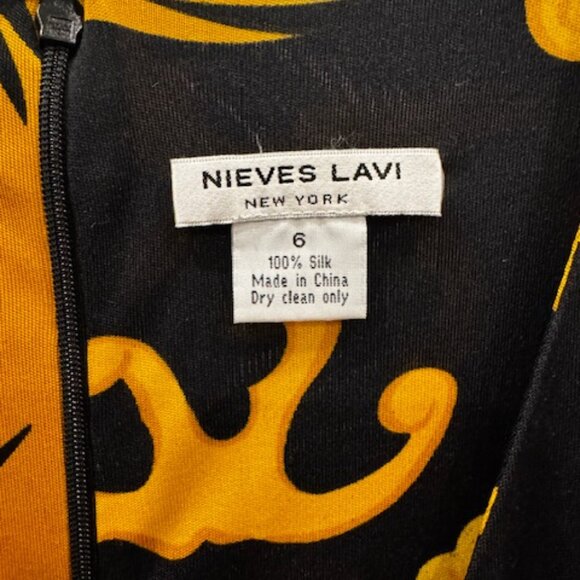 NIEVES LAVI
NEW YORK
6
100% Silk
Made in China
Dry clean only